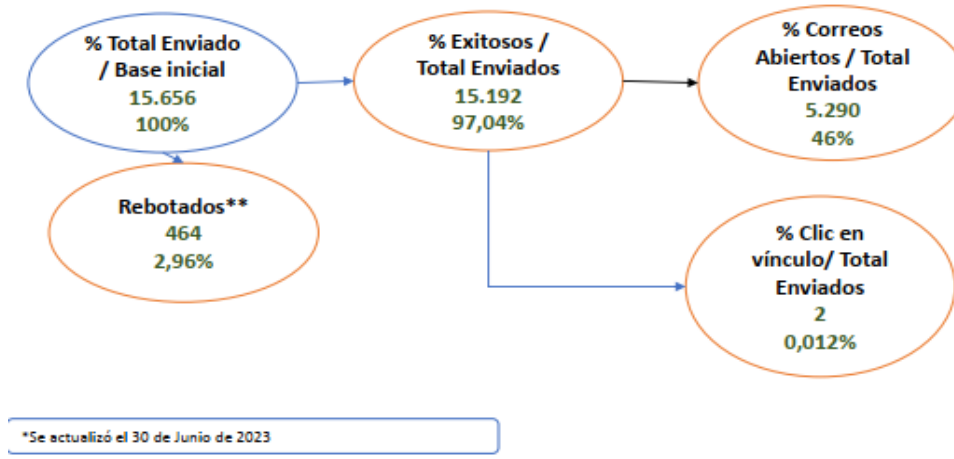 % Total Enviado
/ Base inicial
15.656
100%
% Exitosos /
Total Enviados
15.192
97,04%
% Correos
Abiertos / Total
Enviados
5.290
46%
Rebotados**
464
2,96%
% Clic en
vínculo/ Total
Enviados
2
0,012%
*Se actualizó el 30 de Junio de 2023